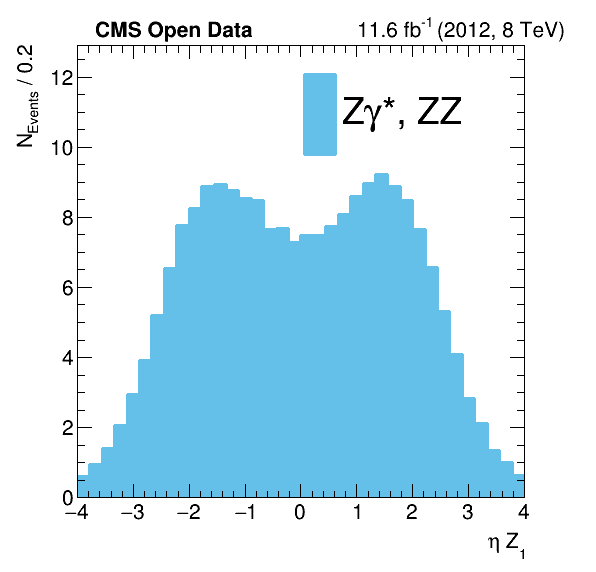 CMS Open Data 11.6 fb⁻¹ (2012, 8 TeV)
N_Events / 0.2
Zγ*, ZZ
12
10
8
6
4
2
0
−4 −3 −2 −1 0 1 2 3 4
η Z₁